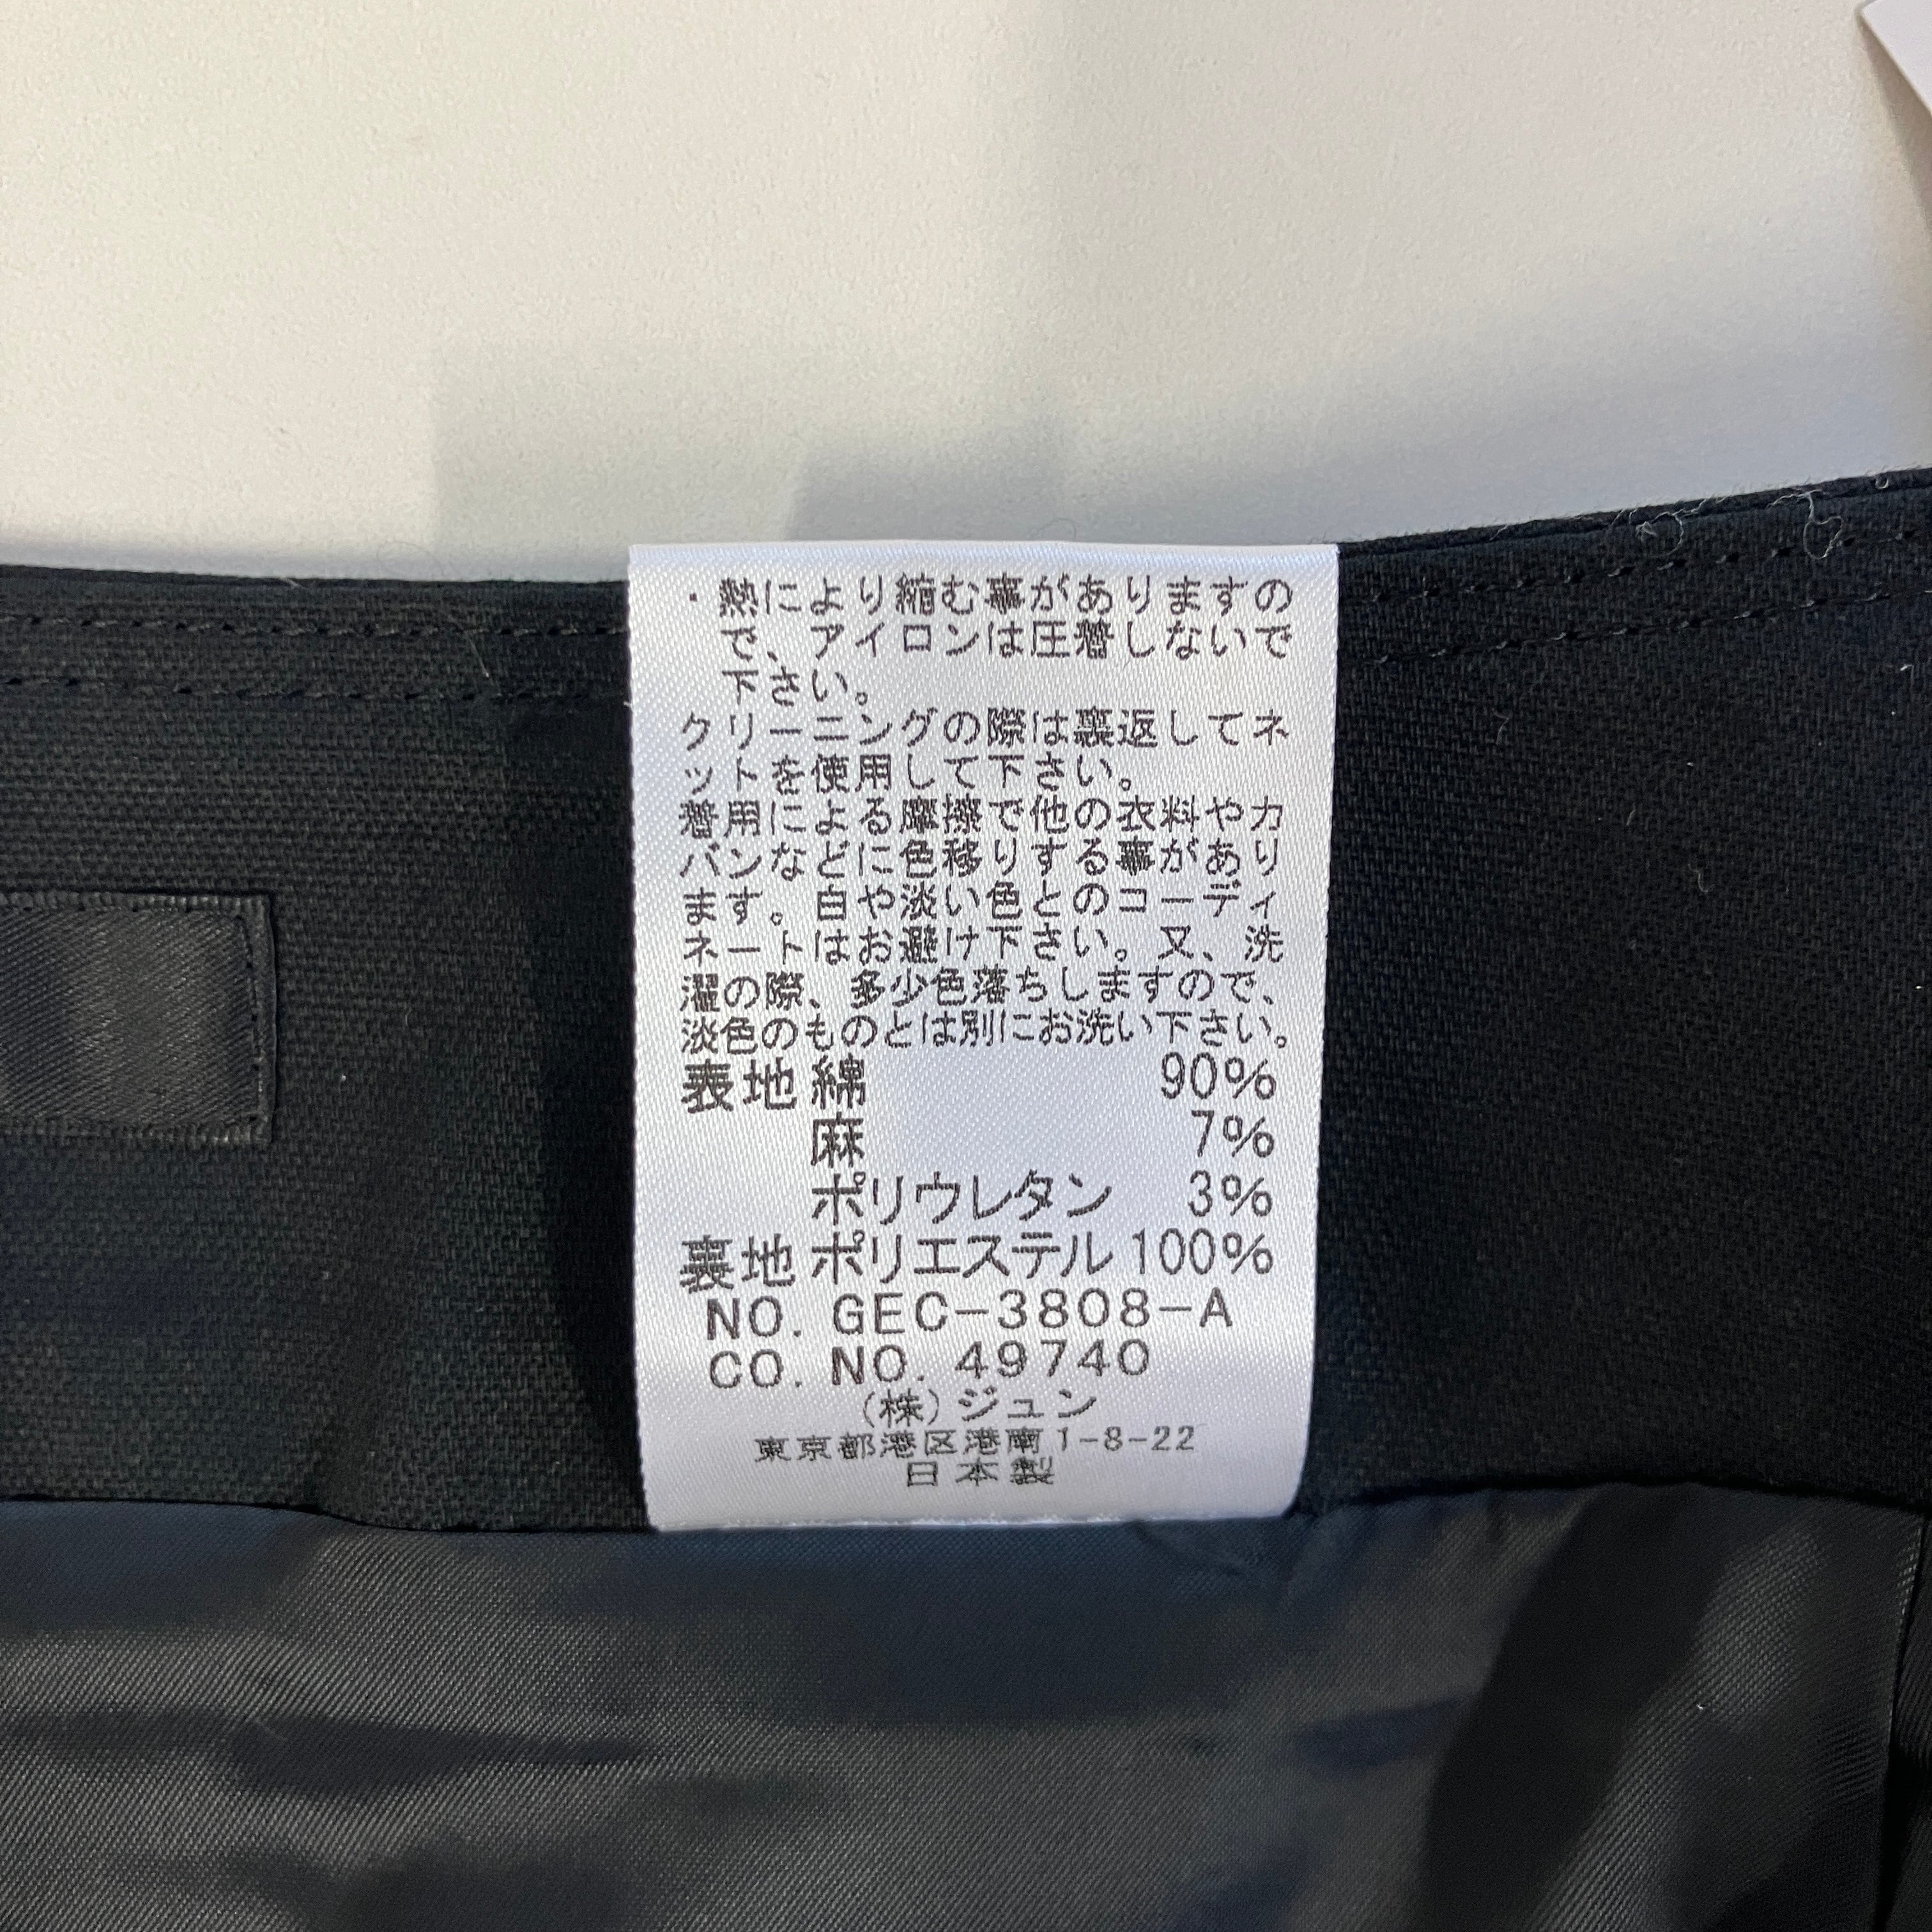 ・熱により縮む事がありますの
で、アイロンは圧着しないで
下さい。
クリーニングの際は裏返してネ
ットを使用して下さい。
着用による摩擦で他の衣料やカ
バンなどに色移りする事があり
ます。白や淡い色とのコーディ
ネートはお避け下さい。又、洗
濯の際、多少色落ちしますので、
淡色のものとは別にお洗い下さい。
表地 綿 90%
麻 7%
ポリウレタン 3%
裏地 ポリエステル 100%
NO. GEC-3808-A
CO. NO. 49740
(株)ジュン
東京都港区港南1-8-22
日本製